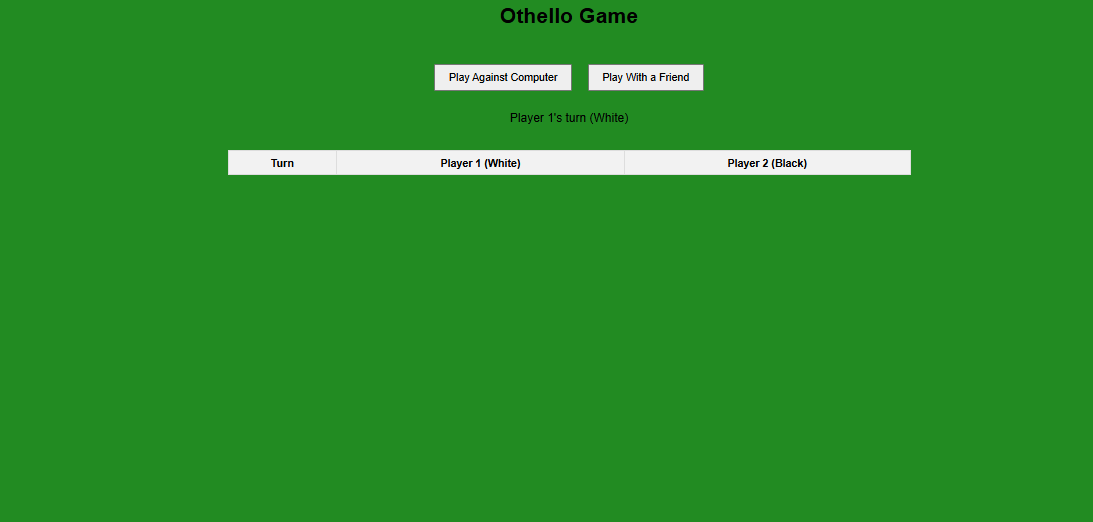 Othello Game
Play Against Computer Play With a Friend
Player 1's turn (White)
Turn Player 1 (White) Player 2 (Black)